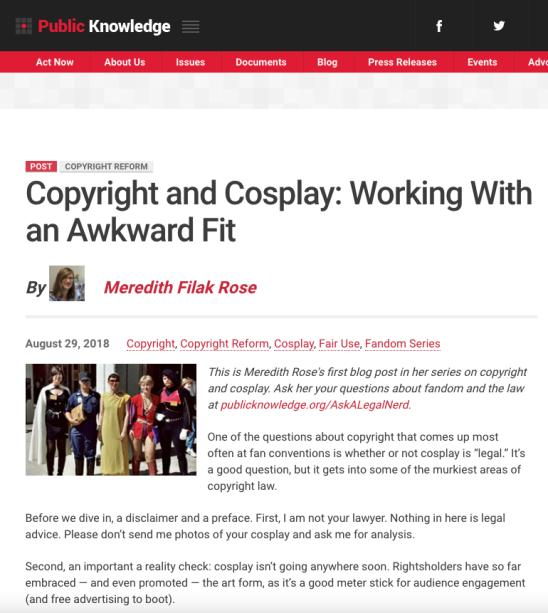 Public Knowledge
Act Now About Us Issues Documents Blog Press Releases Events Advo
POST COPYRIGHT REFORM
Copyright and Cosplay: Working With
an Awkward Fit
By Meredith Filak Rose
August 29, 2018 Copyright, Copyright Reform, Cosplay, Fair Use, Fandom Series
This is Meredith Rose's first blog post in her series on copyright
and cosplay. Ask her your questions about fandom and the law
at publicknowledge.org/AskALegalNerd.
One of the questions about copyright that comes up most
often at fan conventions is whether or not cosplay is “legal.” It’s
a good question, but it gets into some of the murkiest areas of
copyright law.
Before we dive in, a disclaimer and a preface. First, I am not your lawyer. Nothing in here is legal
advice. Please don’t send me photos of your cosplay and ask me for analysis.
Second, an important a reality check: cosplay isn’t going anywhere soon. Rightsholders have so far
embraced — and even promoted — the art form, as it’s a good meter stick for audience engagement
(and free advertising to boot).